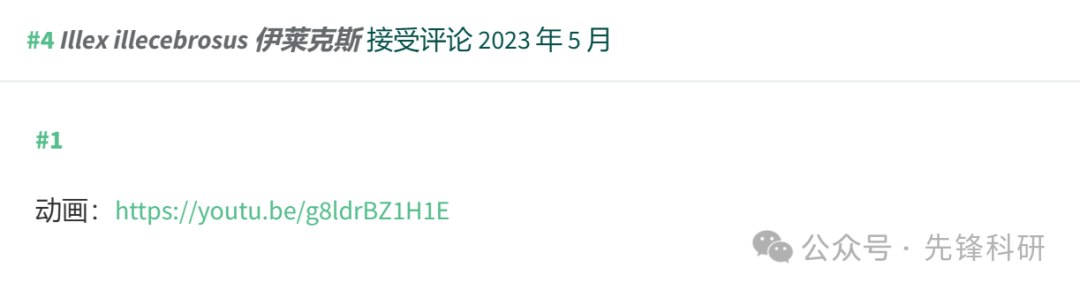 #4 Illex illecebrosus 伊莱克斯 接受评论 2023 年 5 月
#1
动画：https://youtu.be/g8ldrBZ1H1E
公众号 · 先锋科研